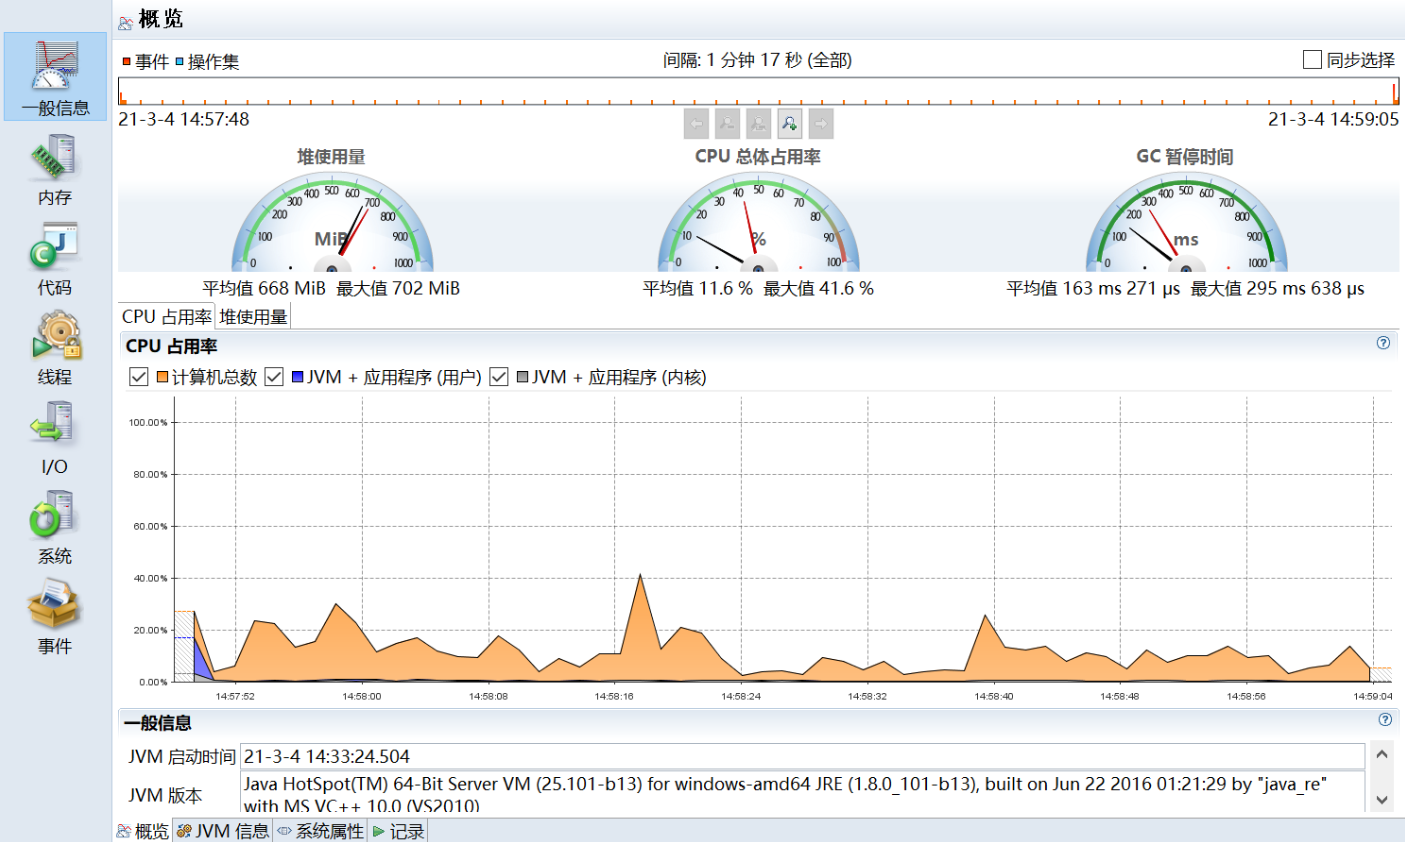 概览
事件 操作集
间隔: 1 分钟 17 秒 (全部)
同步选择
21-3-4 14:57:48
21-3-4 14:59:05
一般信息
内存
代码
线程
I/O
系统
事件
堆使用量
0 100 200 300 400 500 600 700 800 900 1000
MiB
平均值 668 MiB 最大值 702 MiB
CPU 总体占用率
0 10 20 30 40 50 60 70 80 90 100
%
平均值 11.6 % 最大值 41.6 %
GC 暂停时间
0 100 200 300 400 500 600 700 800 900 1000
ms
平均值 163 ms 271 µs 最大值 295 ms 638 µs
CPU 占用率 堆使用量
CPU 占用率
计算机总数 JVM + 应用程序 (用户) JVM + 应用程序 (内核)
100.00%
80.00%
60.00%
40.00%
20.00%
0.00%
14:57:52 14:58:00 14:58:08 14:58:16 14:58:24 14:58:32 14:58:40 14:58:48 14:58:56 14:59:04
一般信息
JVM 启动时间 21-3-4 14:33:24.504
JVM 版本
Java HotSpot(TM) 64-Bit Server VM (25.101-b13) for windows-amd64 JRE (1.8.0_101-b13), built on Jun 22 2016 01:21:29 by "java_re"
with MS VC++ 10.0 (VS2010)
概览 JVM 信息 系统属性 记录